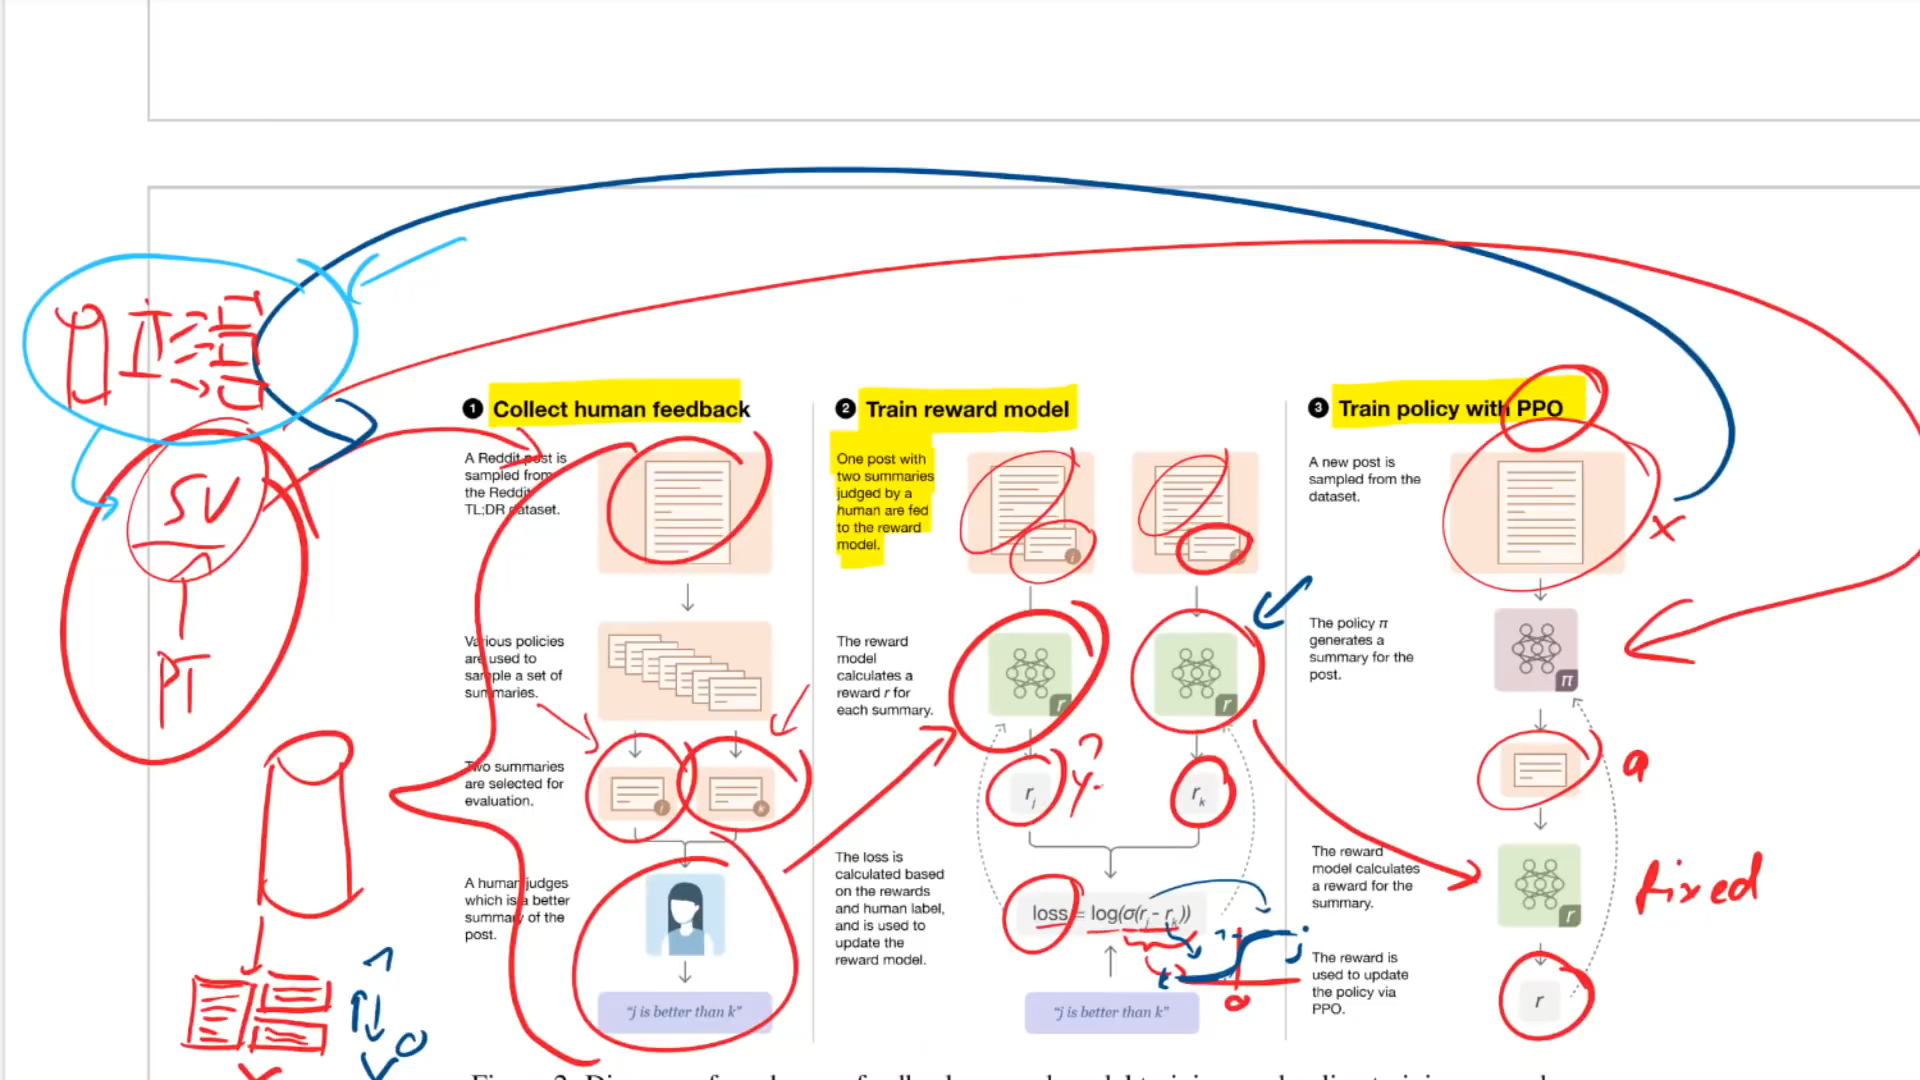 1 Collect human feedback
A Reddit post is
sampled from
the Reddit
TL;DR dataset.
Various policies
are used to
sample a set of
summaries.
Two summaries
are selected for
evaluation.
j
k
A human judges
which is a better
summary of the
post.
"j is better than k"
2 Train reward model
One post with
two summaries
judged by a
human are fed
to the reward
model.
j
The reward
model
calculates a
reward r for
each summary.
r
r
rj
rk
The loss is
calculated based
on the rewards
and human label,
and is used to
update the
reward model.
loss = log(σ(rj - rk))
"j is better than k"
3 Train policy with PPO
A new post is
sampled from the
dataset.
x
The policy π
generates a
summary for the
post.
π
a
The reward
model calculates
a reward for the
summary.
r
fixed
The reward is
used to update
the policy via
PPO.
r
SV
PT